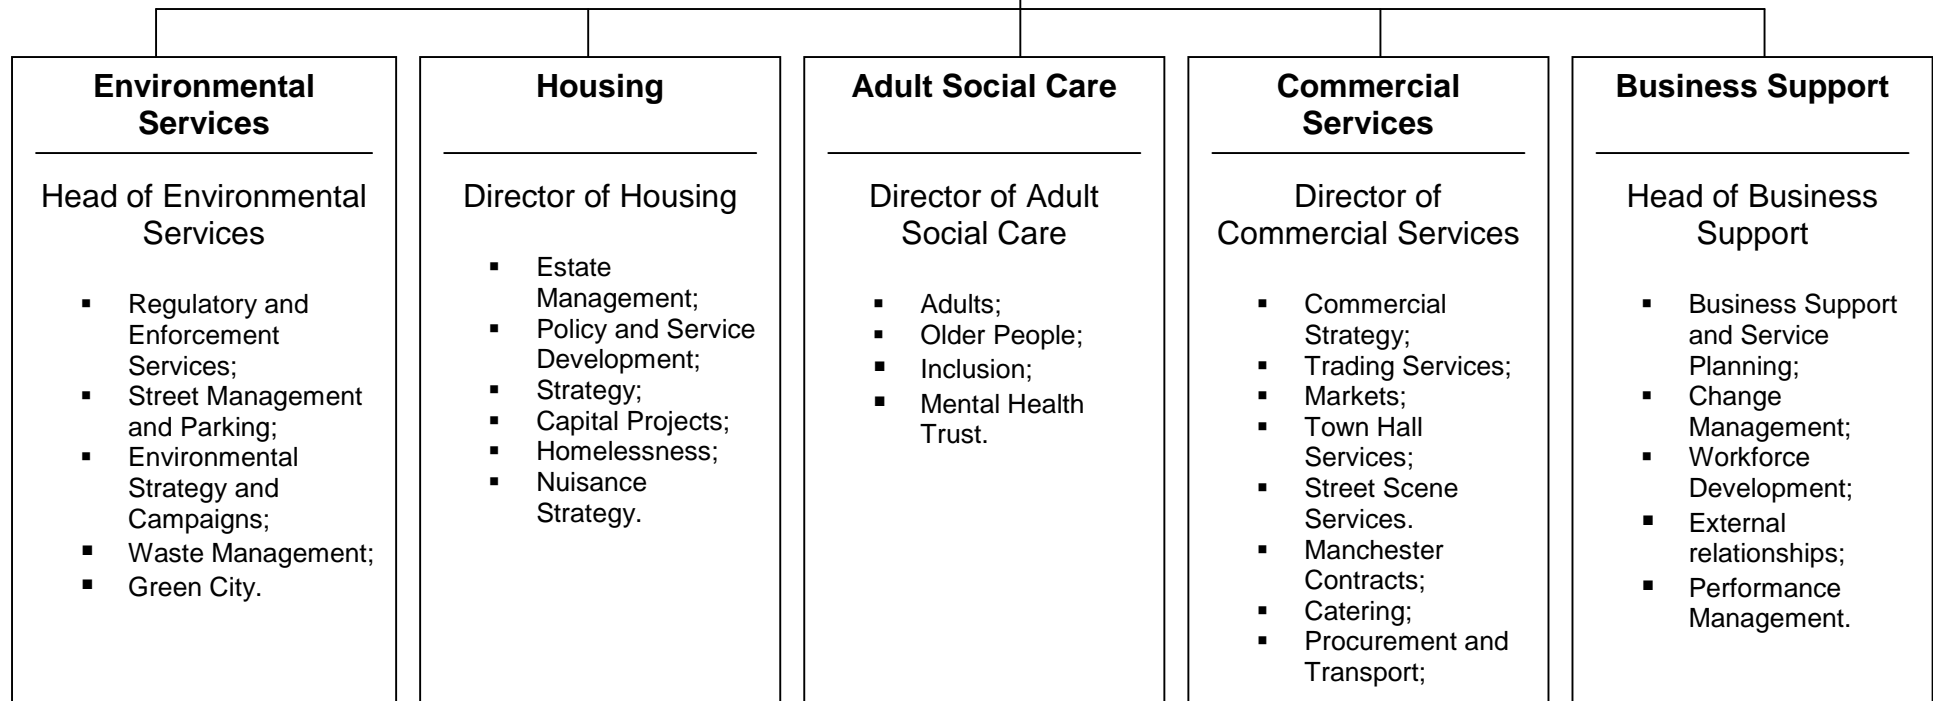 Environmental
Services
Head of Environmental
Services
▪ Regulatory and
Enforcement
Services;
▪ Street Management
and Parking;
▪ Environmental
Strategy and
Campaigns;
▪ Waste Management;
▪ Green City.
Housing
Director of Housing
▪ Estate
Management;
▪ Policy and Service
Development;
▪ Strategy;
▪ Capital Projects;
▪ Homelessness;
▪ Nuisance
Strategy.
Adult Social Care
Director of Adult
Social Care
▪ Adults;
▪ Older People;
▪ Inclusion;
▪ Mental Health
Trust.
Commercial
Services
Director of
Commercial Services
▪ Commercial
Strategy;
▪ Trading Services;
▪ Markets;
▪ Town Hall
Services;
▪ Street Scene
Services.
▪ Manchester
Contracts;
▪ Catering;
▪ Procurement and
Transport;
Business Support
Head of Business
Support
▪ Business Support
and Service
Planning;
▪ Change
Management;
▪ Workforce
Development;
▪ External
relationships;
▪ Performance
Management.